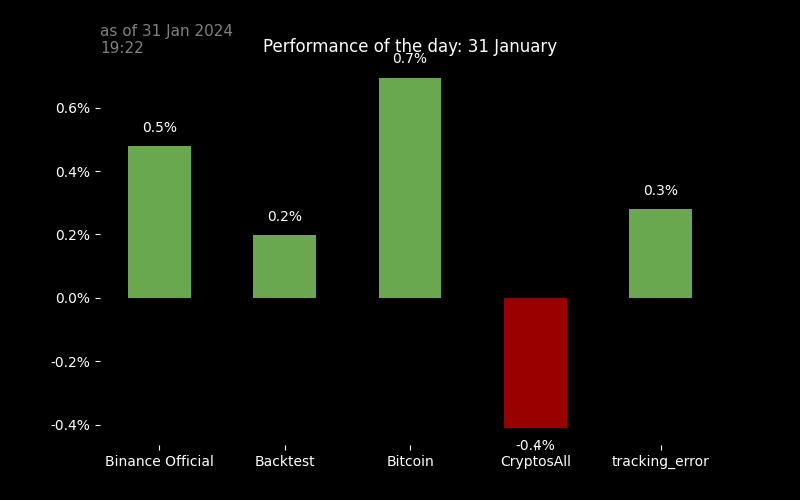 as of 31 Jan 2024
19:22
Performance of the day: 31 January
0.7%
0.6%
0.5%
0.4%
0.3%
0.2%
0.2%
0.0%
-0.2%
-0.4%
-0.4%
Binance Official
Backtest
Bitcoin
CryptosAll
tracking_error